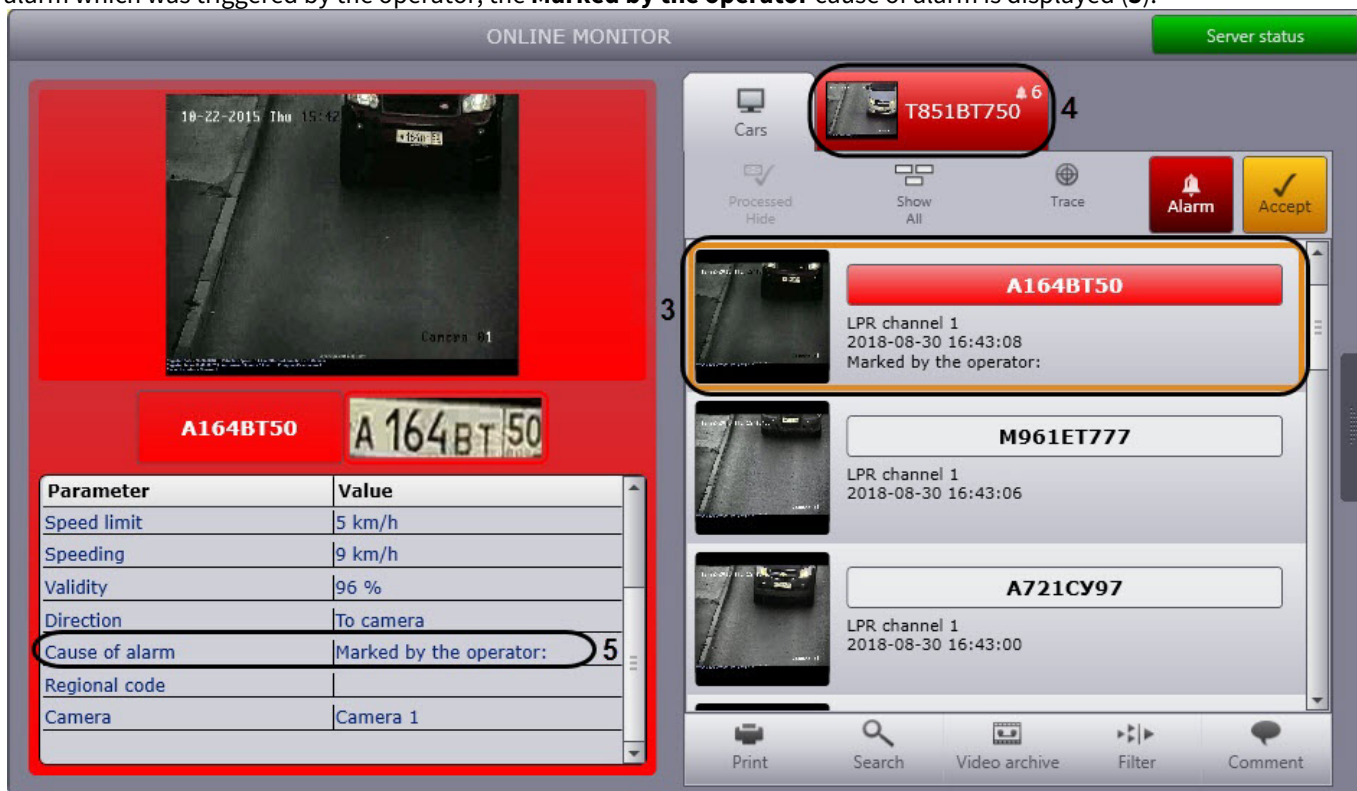 alarm which was triggered by the operator, the Marked by the operator cause of alarm is displayed (5).
ONLINE MONITOR
Server status
10-22-2015 Thu 15:42
Camera 01
A164BT50
A 164 BT 50
Parameter Value
Speed limit 5 km/h
Speeding 9 km/h
Validity 96 %
Direction To camera
Cause of alarm Marked by the operator: 5
Regional code
Camera Camera 1
Cars
T851BT750
6
4
Processed
Hide
Show
All
Trace
Alarm
Accept
3
A164BT50
LPR channel 1
2018-08-30 16:43:08
Marked by the operator:
M961ET777
LPR channel 1
2018-08-30 16:43:06
A721CY97
LPR channel 1
2018-08-30 16:43:00
Print
Search
Video archive
Filter
Comment